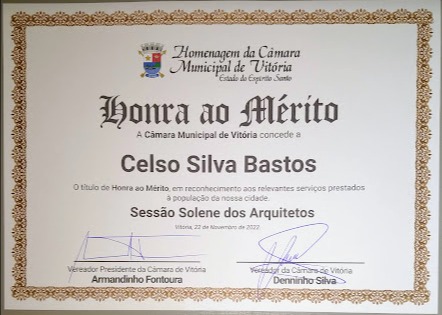 Homenagem da Câmara
Municipal de Vitória
Estado do Espírito Santo
Honra ao Mérito
A Câmara Municipal de Vitória concede a
Celso Silva Bastos
O título de Honra ao Mérito, em reconhecimento aos relevantes serviços prestados
à população da nossa cidade.
Sessão Solene dos Arquitetos
Vitória, 22 de Novembro de 2022
Vereador Presidente da Câmara de Vitória
Armandinho Fontoura
Vereador da Câmara de Vitória
Denninho Silva